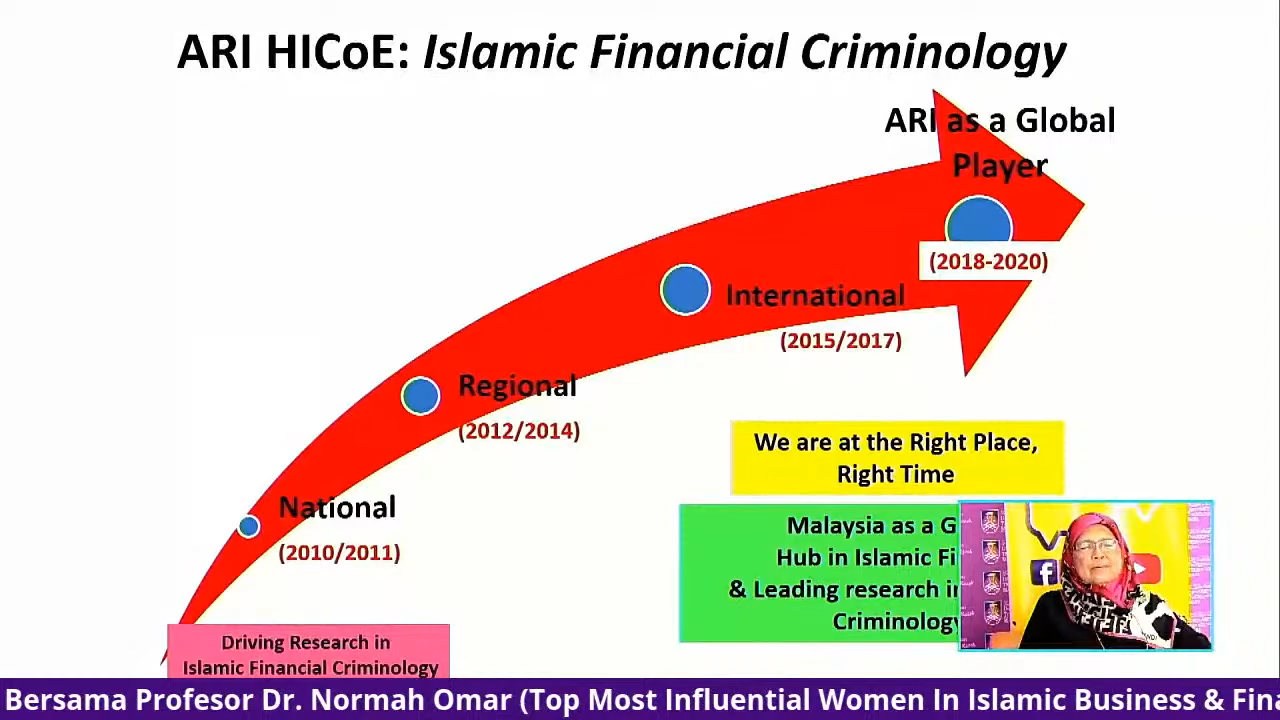 ARI HICoE: Islamic Financial Criminology
ARI as a Global
Player
(2018-2020)
International
(2015/2017)
Regional
(2012/2014)
National
(2010/2011)
We are at the Right Place,
Right Time
Malaysia as a G
Hub in Islamic Fi
& Leading research in
Criminology
Driving Research in
Islamic Financial Criminology
Bersama Profesor Dr. Normah Omar (Top Most Influential Women In Islamic Business & Fina